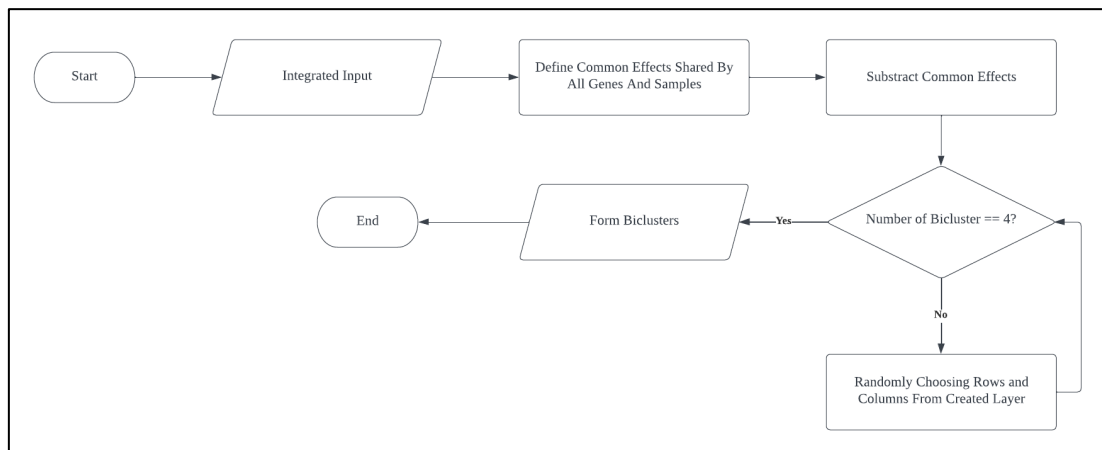 Start
Integrated Input
Define Common Effects Shared By
All Genes And Samples
Substract Common Effects
Number of Bicluster == 4?
Yes
Form Biclusters
End
No
Randomly Choosing Rows and
Columns From Created Layer